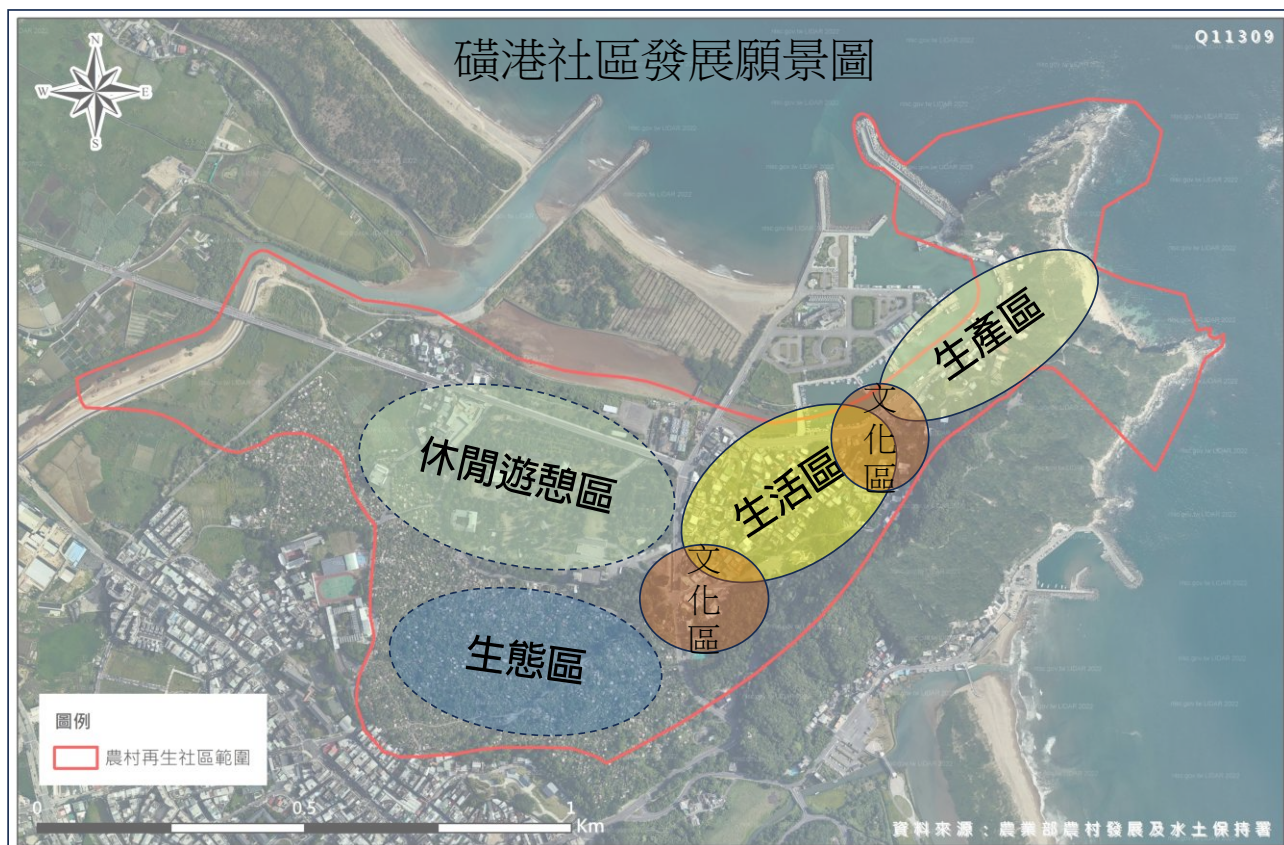 Q11309
磺港社區發展願景圖
N
W
E
S
生產區
文化區
休閒遊憩區
生活區
文化區
生態區
圖例
農村再生社區範圍
0
0.5
1
Km
資料來源：農業部農村發展及水土保持署